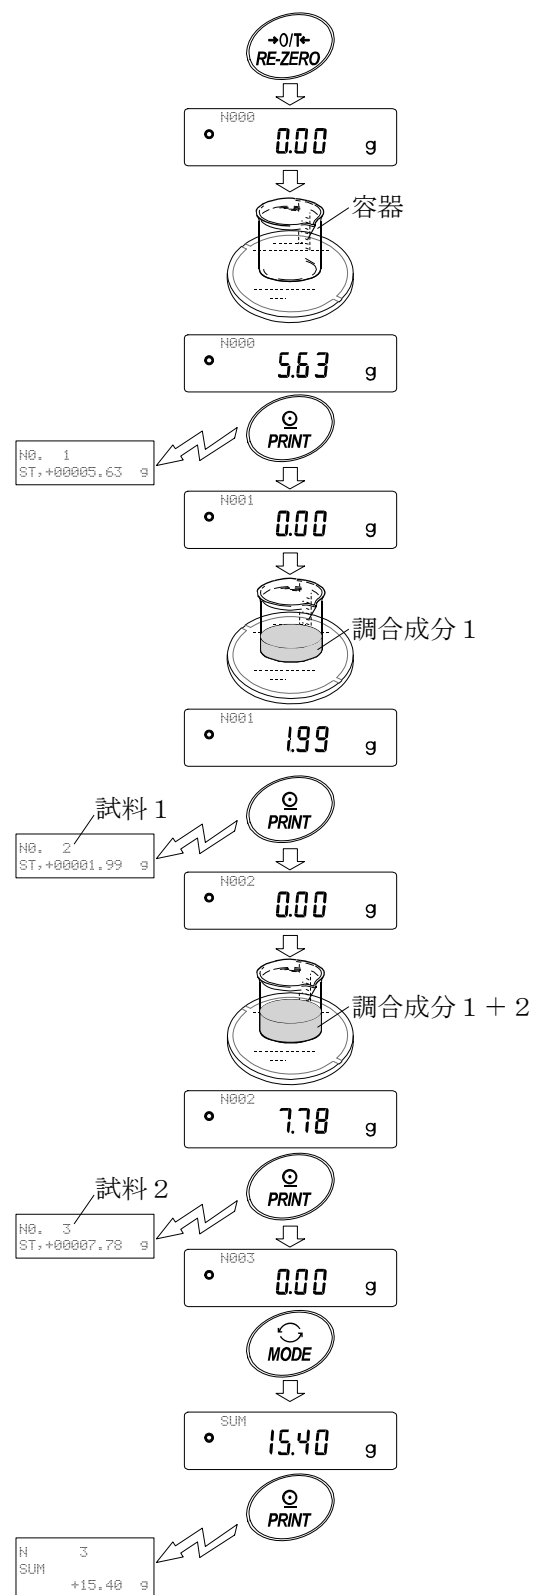 →0/T←
RE-ZERO
N000
0.00 g
容器
N000
5.63 g
PRINT
N0. 1
ST,+00005.63 g
N001
0.00 g
調合成分１
N001
1.99 g
試料１
PRINT
N0. 2
ST,+00001.99 g
N002
0.00 g
調合成分１＋２
N002
7.78 g
試料２
PRINT
N0. 3
ST,+00007.78 g
N003
0.00 g
MODE
SUM
15.40 g
PRINT
N 3
SUM
+15.40 g